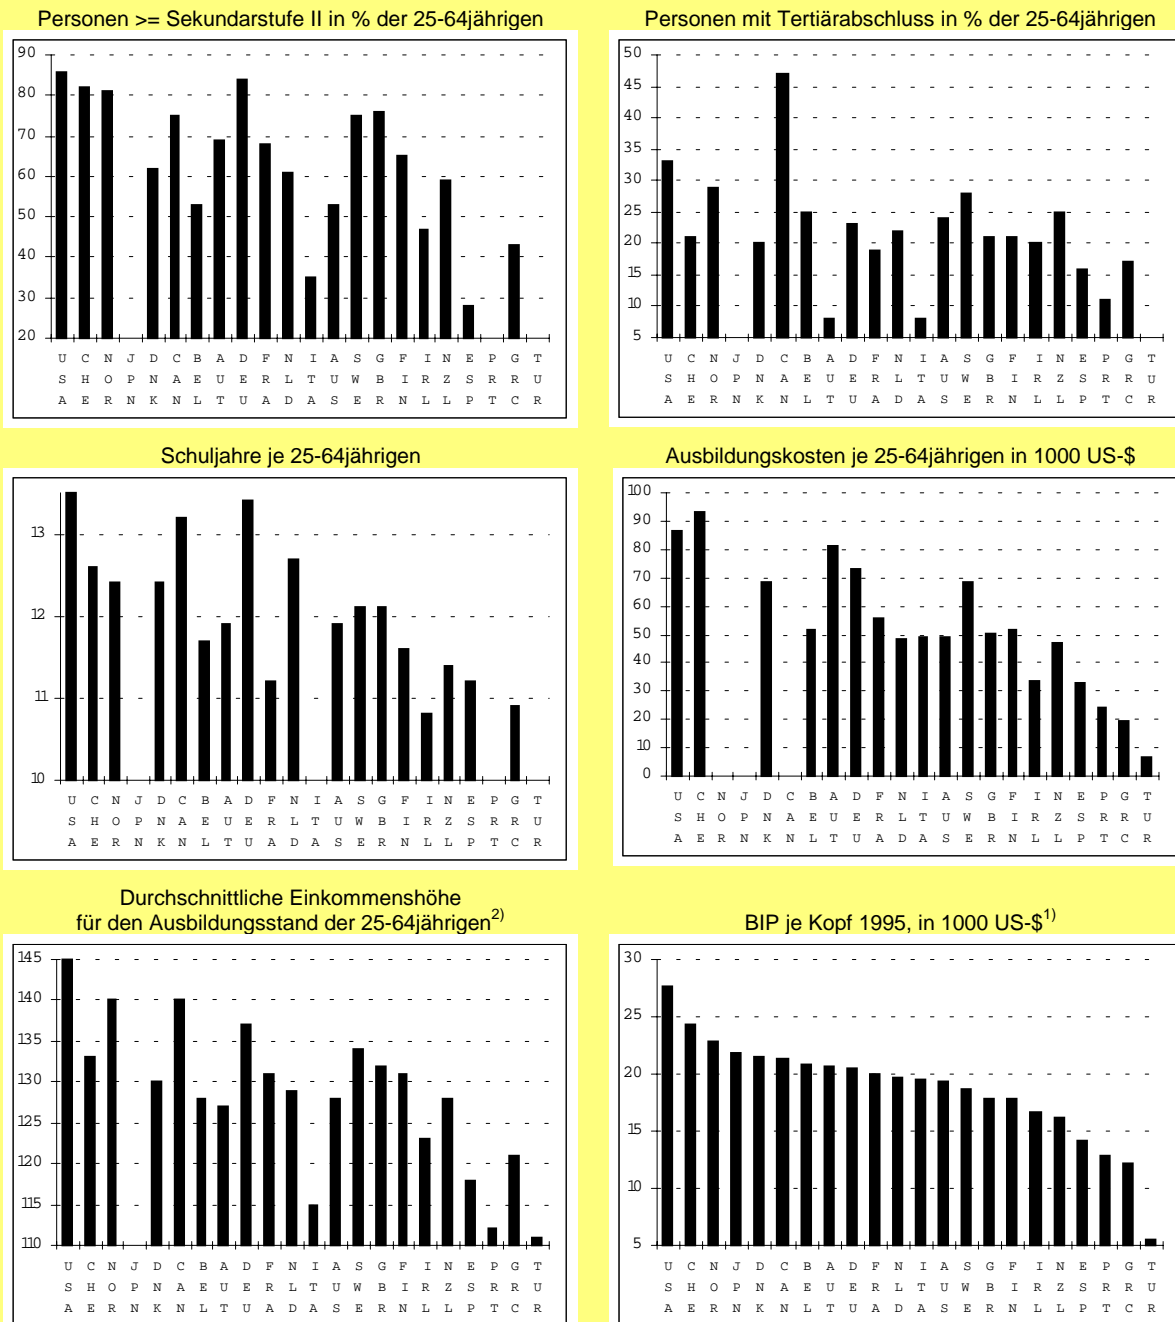 Personen >= Sekundarstufe II in % der 25-64jährigen
90
80
70
60
50
40
30
20
U C N J D C B A D F N I A S G F I N E P G T
S H O P N A E U E R L T U W B I R Z S R R U
A E R N K N L T U A D A S E R N L L P T C R
Personen mit Tertiärabschluss in % der 25-64jährigen
50
45
40
35
30
25
20
15
10
5
U C N J D C B A D F N I A S G F I N E P G T
S H O P N A E U E R L T U W B I R Z S R R U
A E R N K N L T U A D A S E R N L L P T C R
Schuljahre je 25-64jährigen
13
12
11
10
U C N J D C B A D F N I A S G F I N E P G T
S H O P N A E U E R L T U W B I R Z S R R U
A E R N K N L T U A D A S E R N L L P T C R
Ausbildungskosten je 25-64jährigen in 1000 US-$
100
90
80
70
60
50
40
30
20
10
0
U C N J D C B A D F N I A S G F I N E P G T
S H O P N A E U E R L T U W B I R Z S R R U
A E R N K N L T U A D A S E R N L L P T C R
Durchschnittliche Einkommenshöhe
für den Ausbildungsstand der 25-64jährigen2)
145
140
135
130
125
120
115
110
U C N J D C B A D F N I A S G F I N E P G T
S H O P N A E U E R L T U W B I R Z S R R U
A E R N K N L T U A D A S E R N L L P T C R
BIP je Kopf 1995, in 1000 US-$1)
30
25
20
15
10
5
U C N J D C B A D F N I A S G F I N E P G T
S H O P N A E U E R L T U W B I R Z S R R U
A E R N K N L T U A D A S E R N L L P T C R